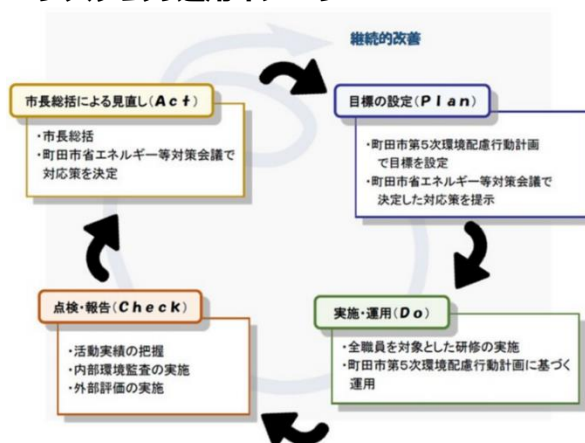 継続的改善
市長総括による見直し(Act)
・市長総括
・町田市省エネルギー等対策会議で
対応策を決定
目標の設定(Plan)
・町田市第5次環境配慮行動計画
で目標を設定
・町田市省エネルギー等対策会議で
決定した対応策を提示
点検・報告(Check)
・活動実績の把握
・内部環境監査の実施
・外部評価の実施
実施・運用(Do)
・全職員を対象とした研修の実施
・町田市第5次環境配慮行動計画に基づく
運用